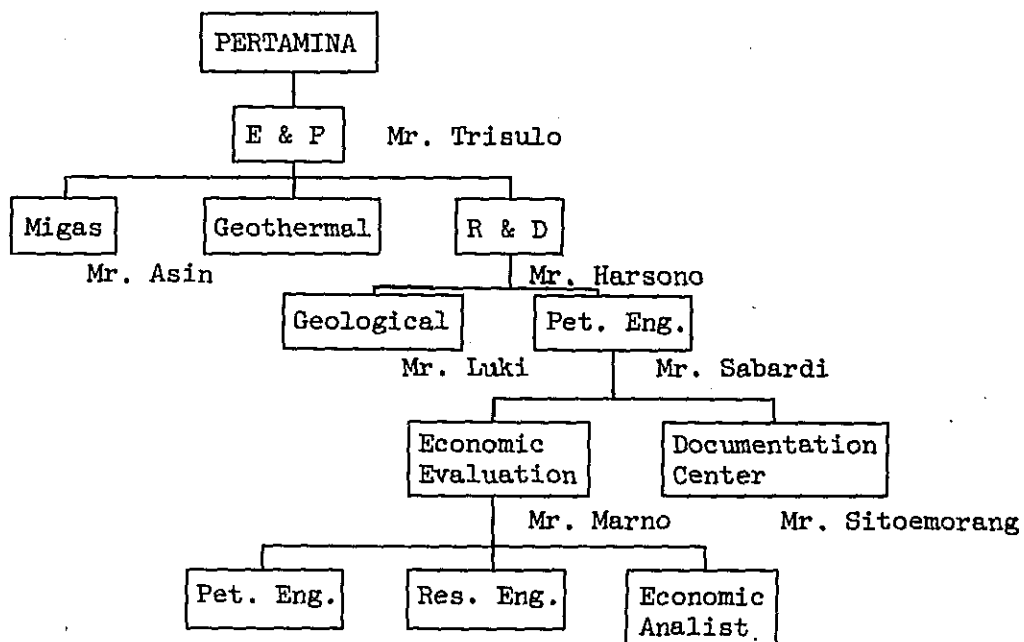 PERTAMINA
E & P
Mr. Trisulo
Migas
Geothermal
R & D
Mr. Asin
Mr. Harsono
Geological
Pet. Eng.
Mr. Luki
Mr. Sabardi
Economic
Evaluation
Documentation
Center
Mr. Marno
Mr. Sitoemorang
Pet. Eng.
Res. Eng.
Economic
Analist